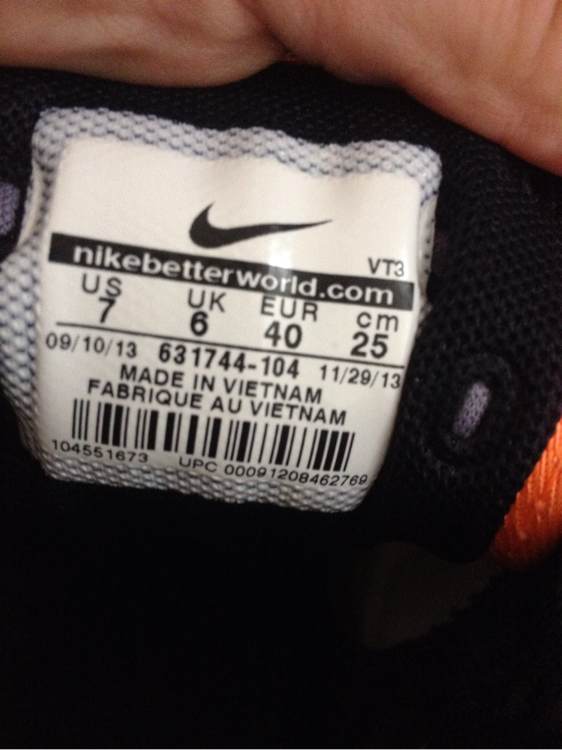 VT3
nikebetterworld.com
US UK EUR cm
7 6 40 25
09/10/13 631744-104 11/29/13
MADE IN VIETNAM
FABRIQUE AU VIETNAM
104551673 UPC 00091208462769